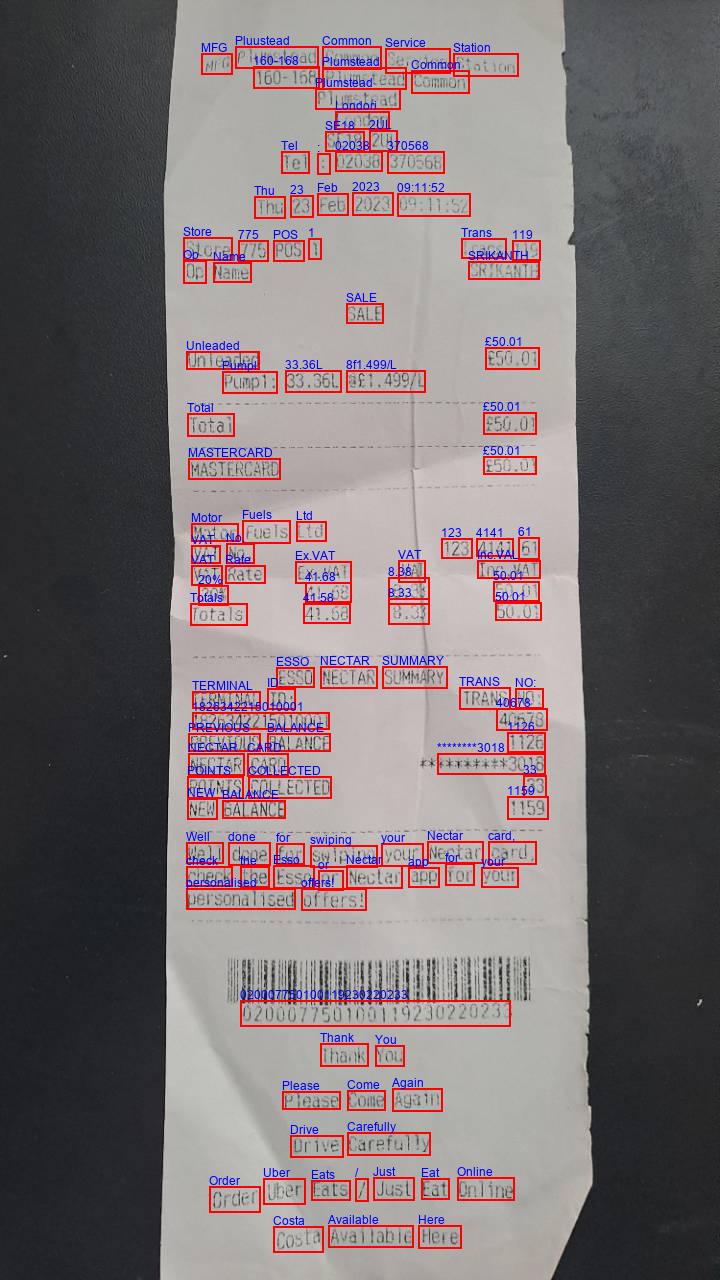 MFG Plumstead Common Service Station
160-168 Plumstead Common
Plumstead
London
SE18 2UL
Tel : 02038 370568
Thu 23 Feb 2023 09:11:52
Store 775 POS 1 Trans 119
Op Name SRIKANTH
SALE
Unleaded £50.01
Pump1: 33.36L @£1.499/L
Total £50.01
MASTERCARD £50.01
Motor Fuels Ltd
VAT No. 123 4141 61
VAT Rate Ex.VAT VAT Inc.VAT
20% 41.68 8.33 50.01
Totals 41.68 8.33 50.01
ESSO NECTAR SUMMARY
TERMINAL ID: TRANS NO:
1826342215010001 40678
PREVIOUS BALANCE 1126
NECTAR CARD **********3018
POINTS COLLECTED 33
NEW BALANCE 1159
Well done for swiping your Nectar card,
check the Esso or Nectar app for your
personalised offers!
0200077501001192302​20233
Thank You
Please Come Again
Drive Carefully
Order Uber Eats / Just Eat Online
Costa Available Here